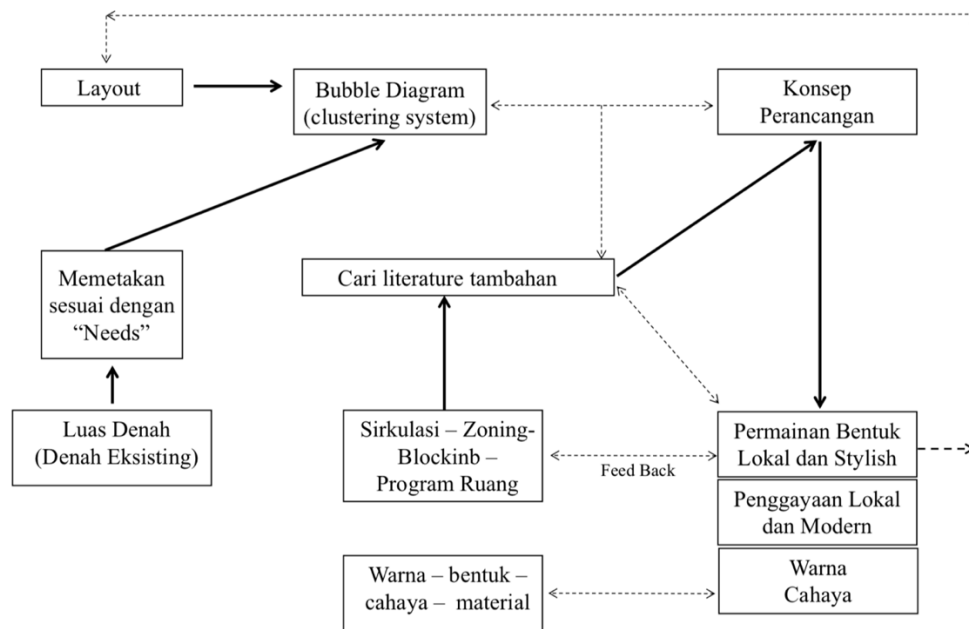 Layout
Bubble Diagram
(clustering system)
Konsep
Perancangan
Memetakan
sesuai dengan
“Needs”
Cari literature tambahan
Luas Denah
(Denah Eksisting)
Sirkulasi – Zoning-
Blockinb –
Program Ruang
Feed Back
Permainan Bentuk
Lokal dan Stylish
Penggayaan Lokal
dan Modern
Warna – bentuk –
cahaya – material
Warna
Cahaya